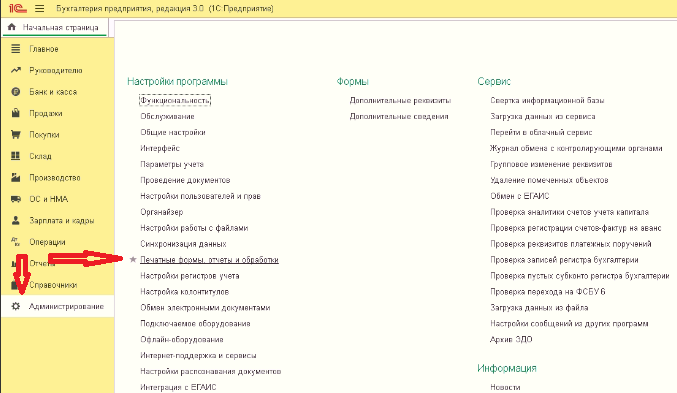 1С Бухгалтерия предприятия, редакция 3.0 (1С:Предприятие)
Начальная страница
Главное
Руководителю
Банк и касса
Продажи
Покупки
Склад
Производство
ОС и НМА
Зарплата и кадры
Дт Кт Операции
Отчеты
Справочники
Администрирование
Настройки программы
Функциональность
Обслуживание
Общие настройки
Интерфейс
Параметры учета
Проведение документов
Настройки пользователей и прав
Органайзер
Настройки работы с файлами
Синхронизация данных
Печатные формы, отчеты и обработки
Настройки регистров учета
Настройка колонтитулов
Обмен электронными документами
Подключаемое оборудование
Офлайн-оборудование
Интернет-поддержка и сервисы
Настройки распознавания документов
Интеграция с ЕГАИС
Формы
Дополнительные реквизиты
Дополнительные сведения
Сервис
Свертка информационной базы
Загрузка данных из сервиса
Перейти в облачный сервис
Журнал обмена с контролирующими органами
Групповое изменение реквизитов
Удаление помеченных объектов
Обмен с ЕГАИС
Проверка аналитики счетов учета капитала
Проверка регистрации счетов-фактур на аванс
Проверка реквизитов платежных поручений
Проверка записей регистра бухгалтерии
Проверка пустых субконто регистра бухгалтерии
Проверка перехода на ФСБУ 6
Загрузка данных из файла
Настройки сообщений из других программ
Архив ЭДО
Информация
Новости